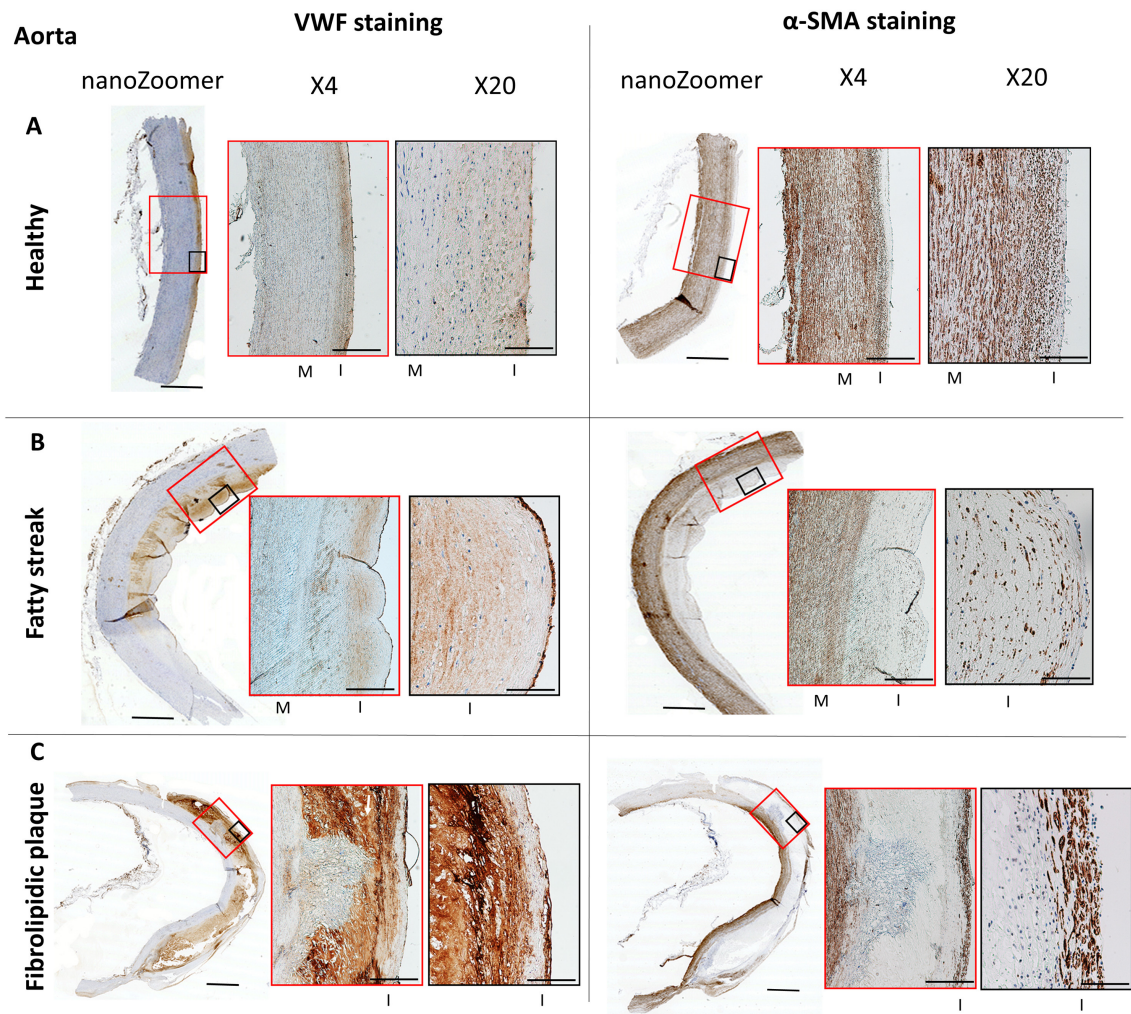 Aorta
VWF staining
α-SMA staining
nanoZoomer X4 X20
nanoZoomer X4 X20
A
Healthy
M I M I
M I M I
B
Fatty streak
M I I
M I I
C
Fibrolipidic plaque
I I
I I